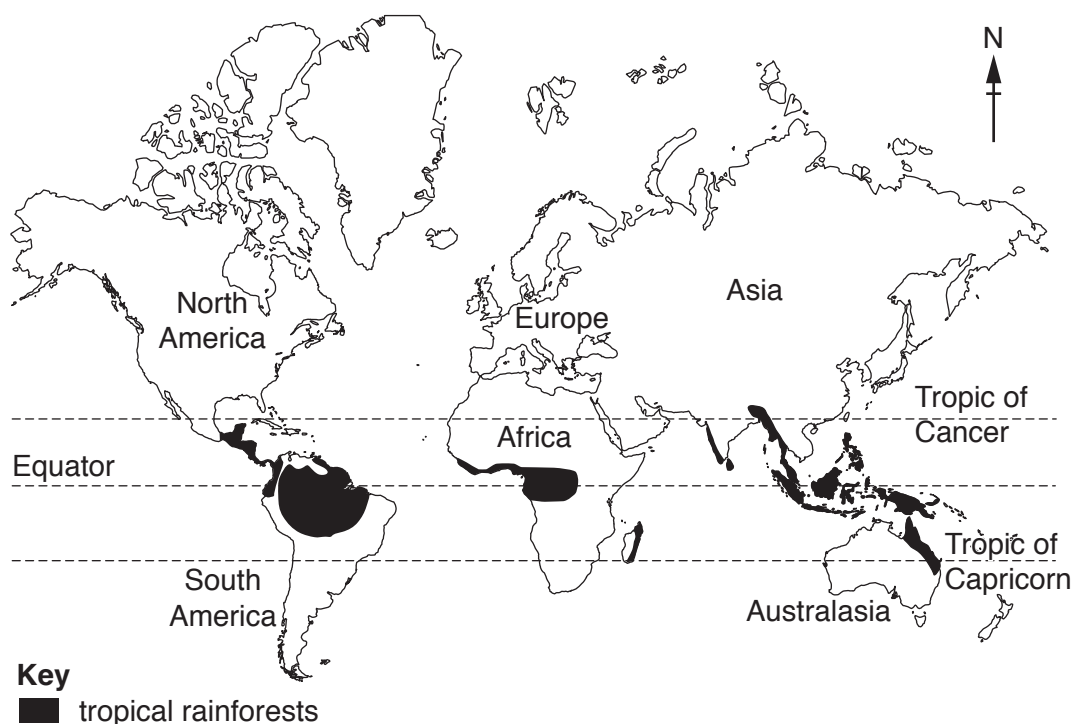 N
North
America
Europe
Asia
Tropic of
Cancer
Africa
Equator
Tropic of
Capricorn
South
America
Australasia
Key
tropical rainforests